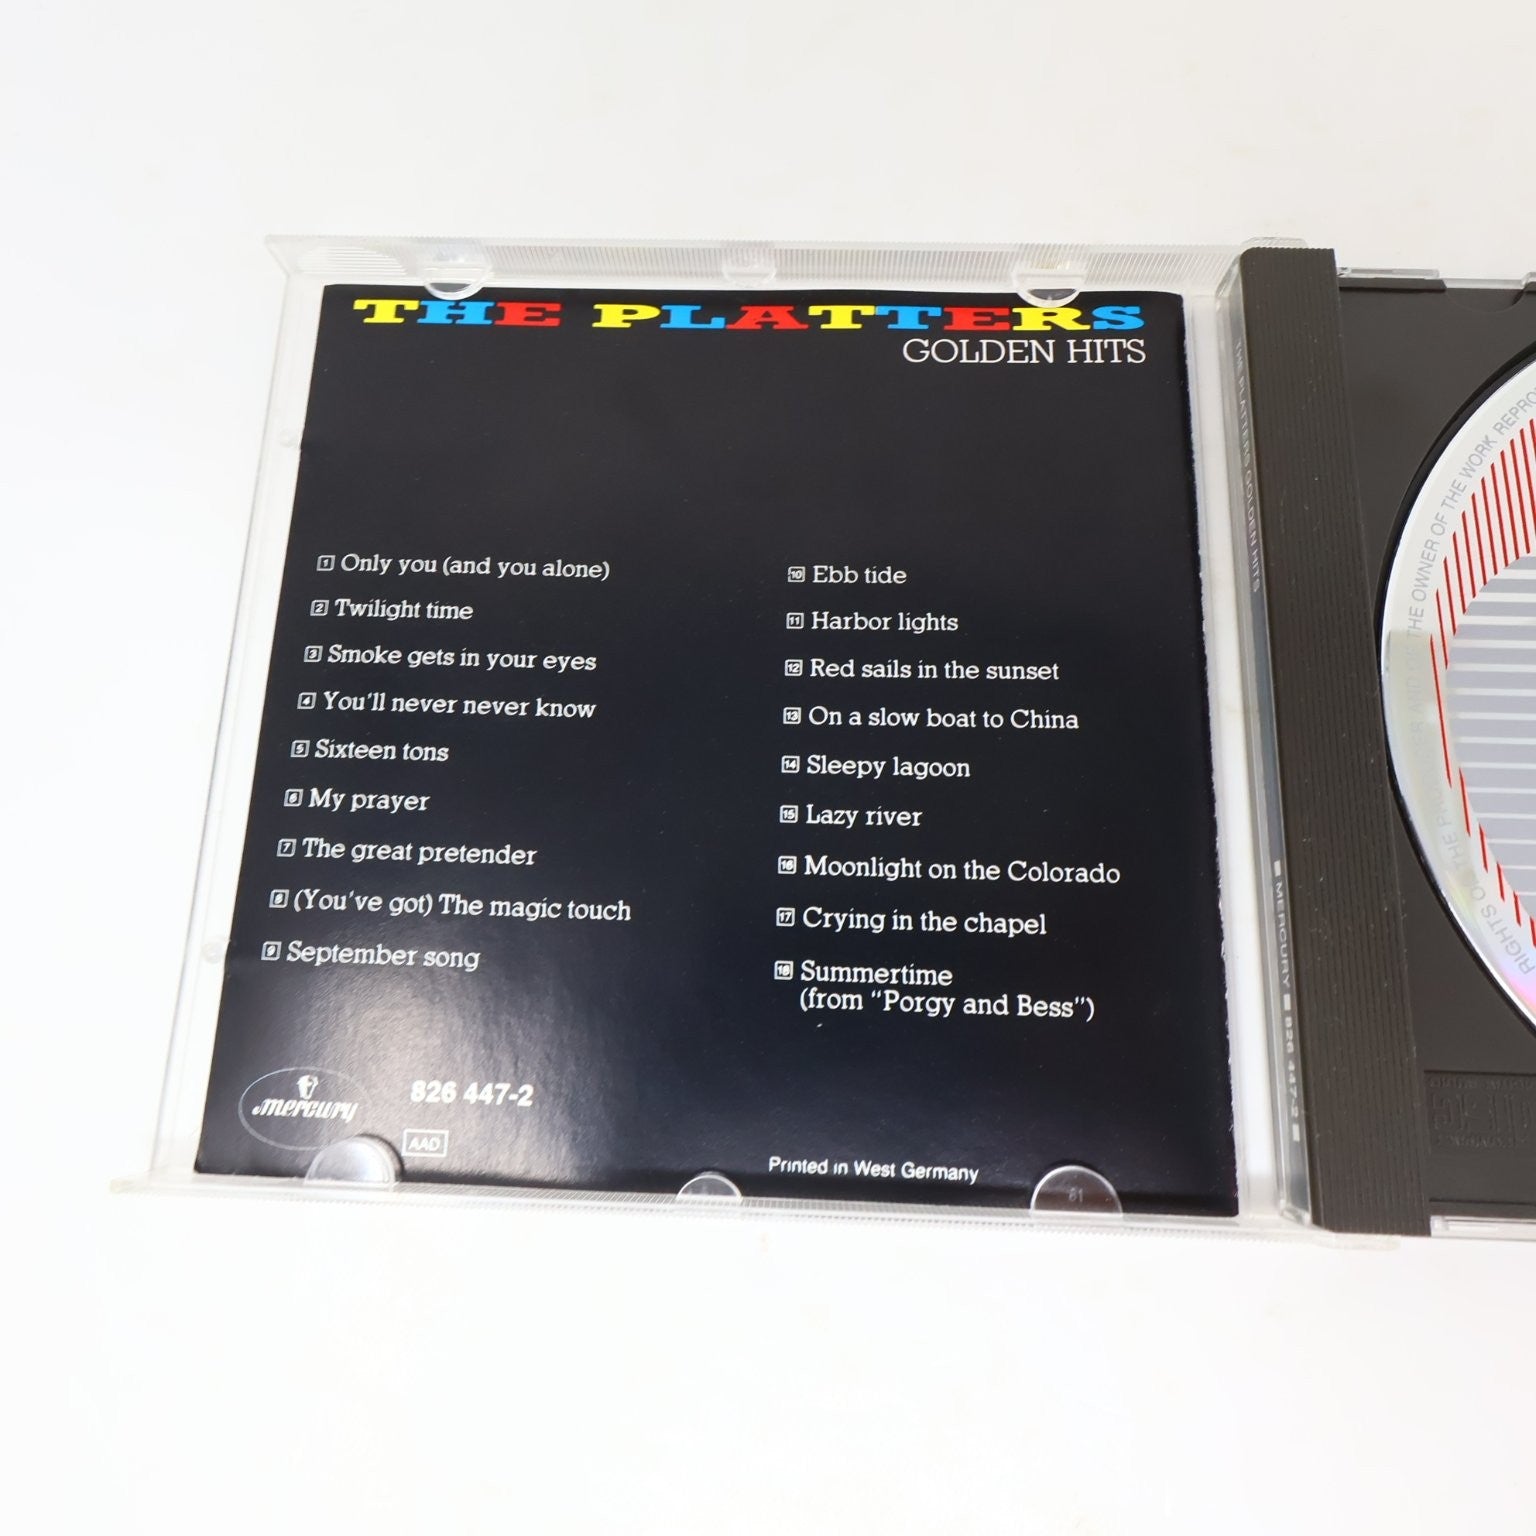 THE PLATTERS
GOLDEN HITS
1 Only you (and you alone)
2 Twilight time
3 Smoke gets in your eyes
4 You'll never never know
5 Sixteen tons
6 My prayer
7 The great pretender
8 (You've got) The magic touch
9 September song
10 Ebb tide
11 Harbor lights
12 Red sails in the sunset
13 On a slow boat to China
14 Sleepy lagoon
15 Lazy river
16 Moonlight on the Colorado
17 Crying in the chapel
18 Summertime
(from "Porgy and Bess")
mercury
826 447-2
AAD
Printed in West Germany
61
THE PLATTERS GOLDEN HITS
■ MERCURY ■ 826 447-2 ■
RIGHTS OF THE PRODUCER AND OF THE OWNER OF THE WORK